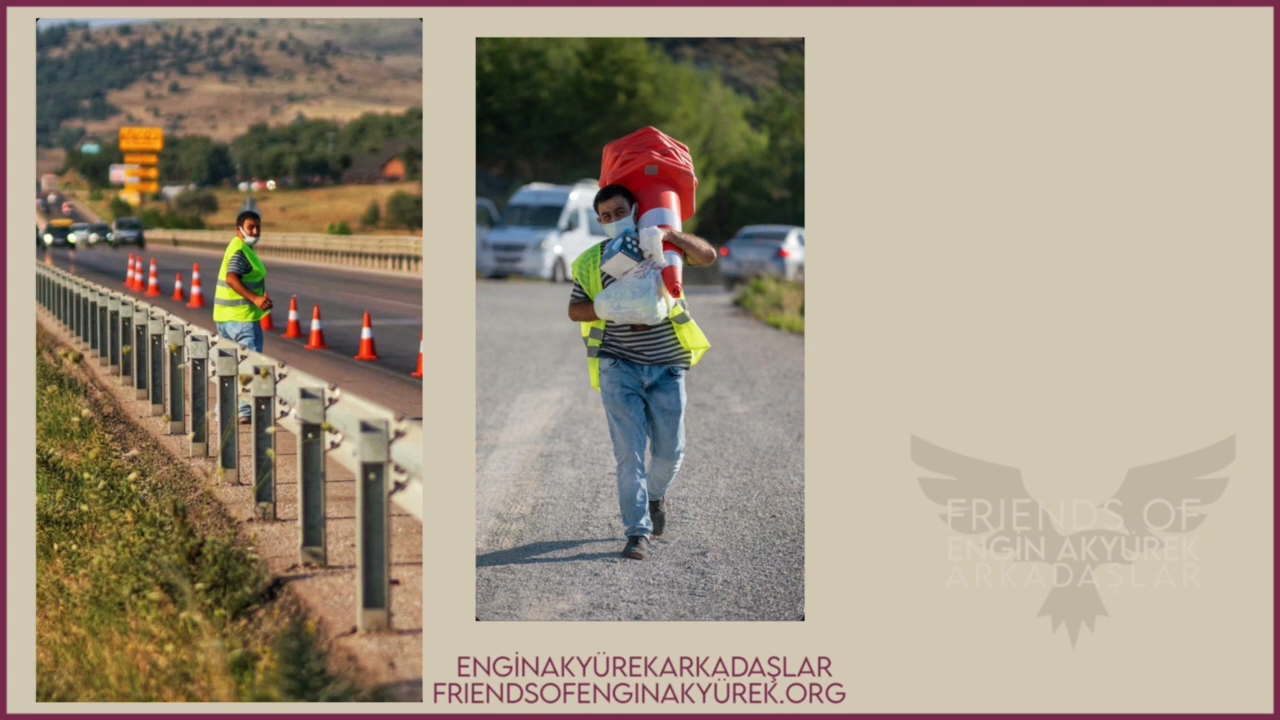 FRIENDS OF
ENGIN AKYÜREK
ARKADAŞLAR
ENGİNAKYÜREKARKADAŞLAR
FRIENDSOFENGINAKYÜREK.ORG